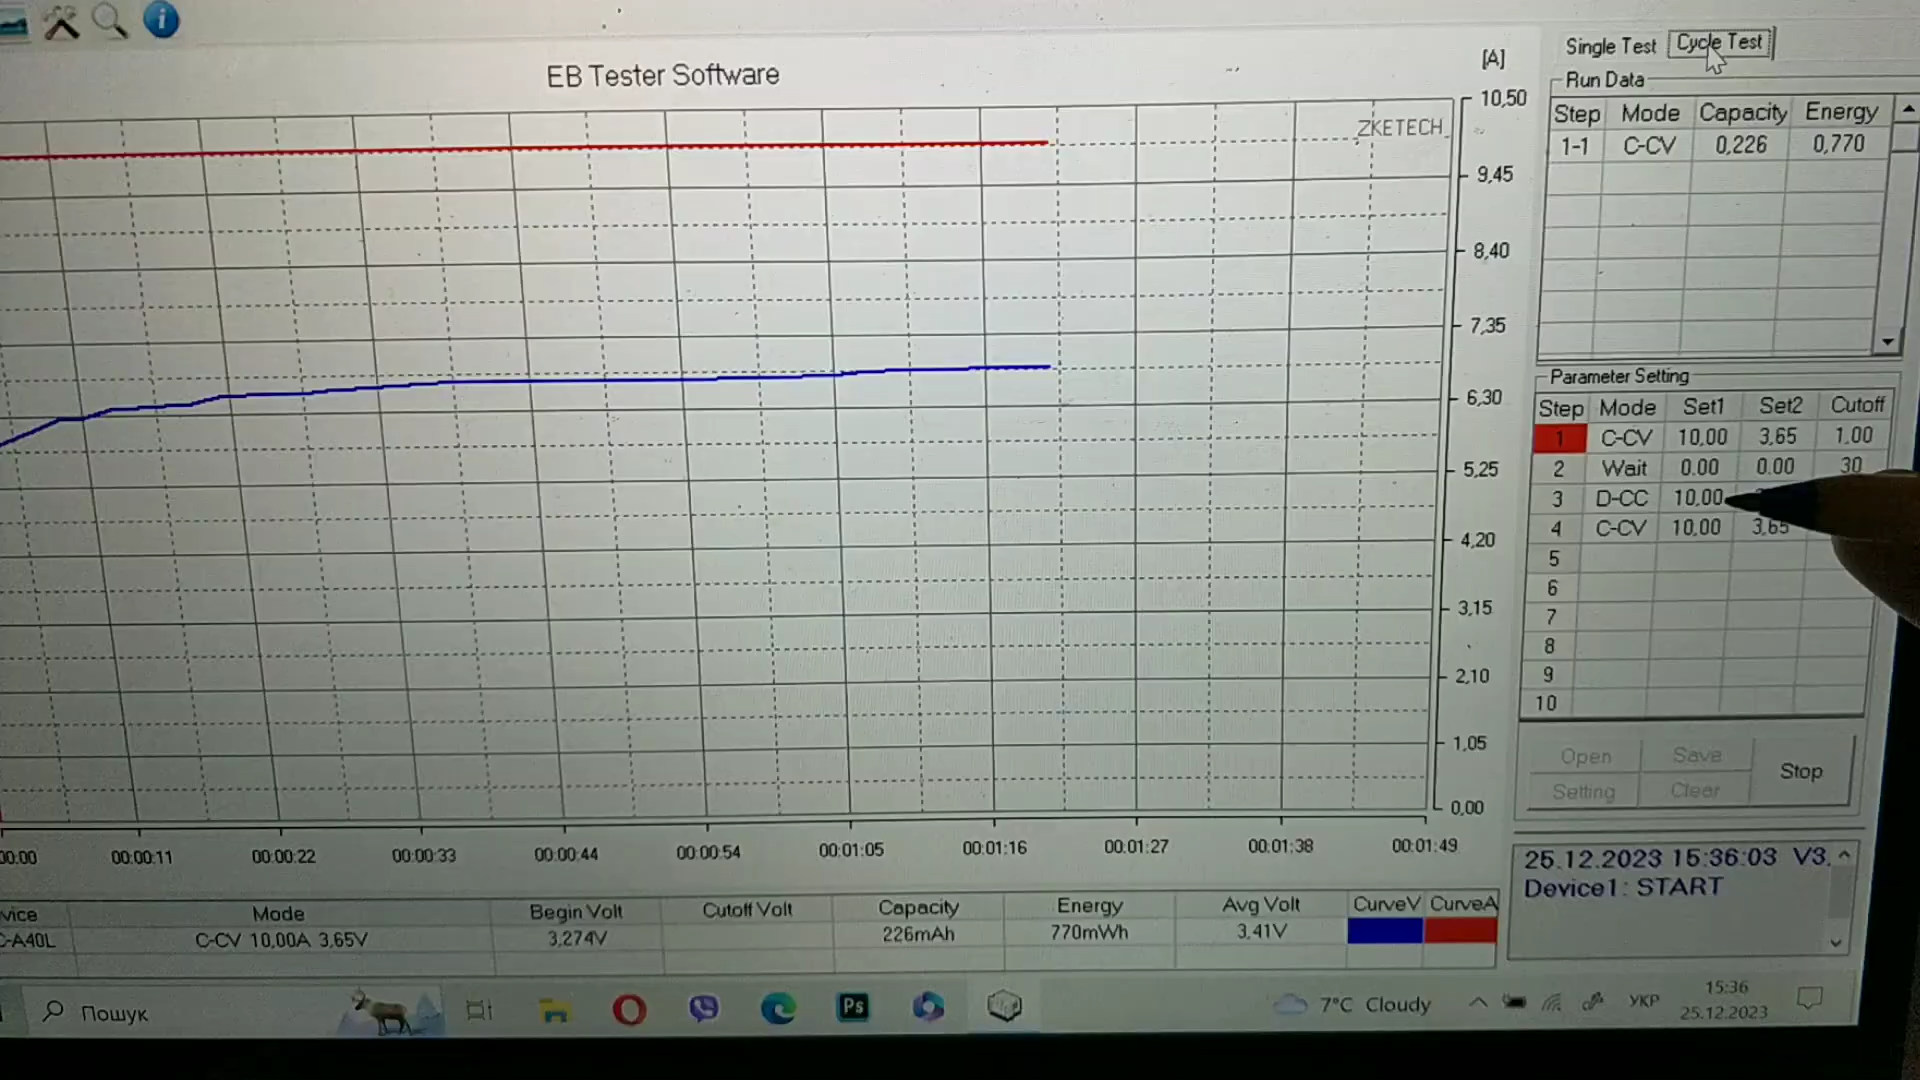 EB Tester Software
[A]
ZKETECH
10,50
9,45
8,40
7,35
6,30
5,25
4,20
3,15
2,10
1,05
0,00
00:00
00:00:11
00:00:22
00:00:33
00:00:44
00:00:54
00:01:05
00:01:16
00:01:27
00:01:38
00:01:49
Single Test Cycle Test
Run Data
Step Mode Capacity Energy
1-1 C-CV 0,226 0,770
Parameter Setting
Step Mode Set1 Set2 Cutoff
1 C-CV 10,00 3,65 1.00
2 Wait 0.00 0.00 30
3 D-CC 10,00
4 C-CV 10,00 3,65
5
6
7
8
9
10
Open Save Stop
Setting Clear
25.12.2023 15:36:03 V3.
Device1: START
vice Mode Begin Volt Cutoff Volt Capacity Energy Avg Volt CurveV CurveA
C-A40L C-CV 10,00A 3,65V 3,274V 226mAh 770mWh 3,41V
Пошук
Ps
7°C Cloudy
УКР
15:36
25.12.2023